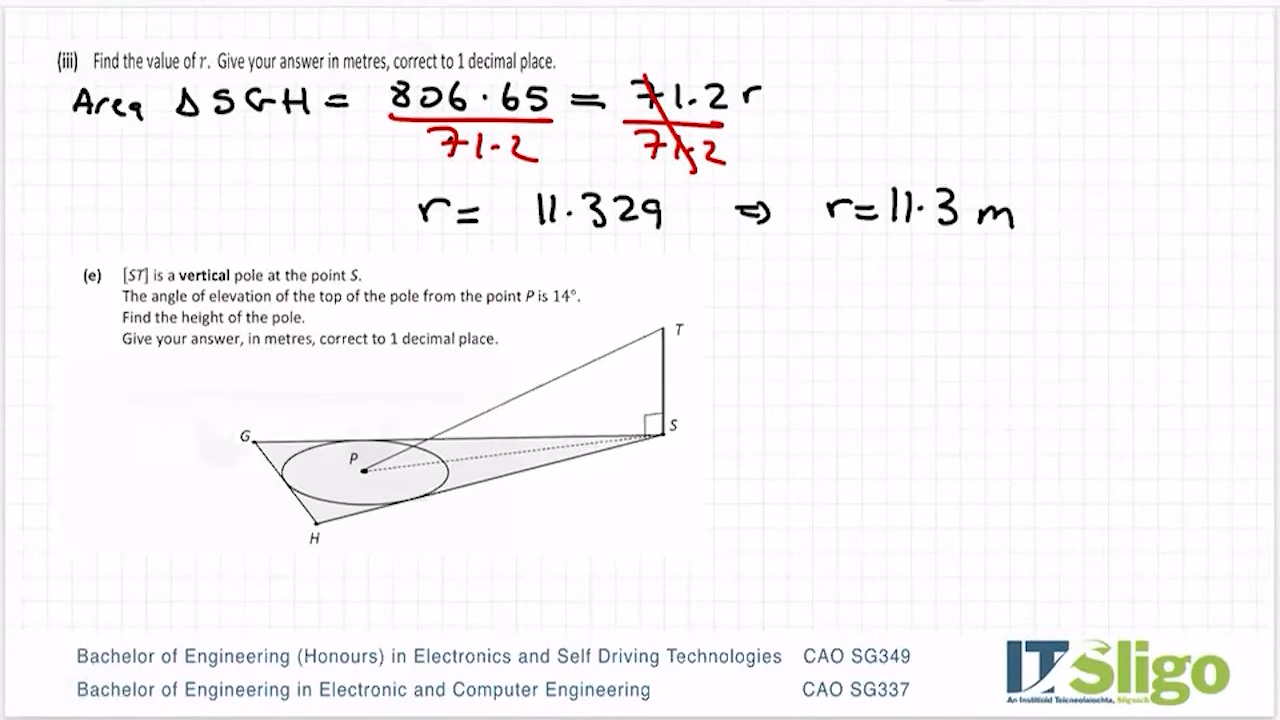 (iii) Find the value of r. Give your answer in metres, correct to 1 decimal place.
Area Δ SGH = 806.65 = 71.2 r
71.2 71.2
r = 11.329 ⇒ r = 11.3 m
(e) [ST] is a vertical pole at the point S.
The angle of elevation of the top of the pole from the point P is 14°.
Find the height of the pole.
Give your answer, in metres, correct to 1 decimal place.
T
S
G
P
H
Bachelor of Engineering (Honours) in Electronics and Self Driving Technologies CAO SG349
Bachelor of Engineering in Electronic and Computer Engineering CAO SG337
IT Sligo
An Institiúid Teicneolaíochta, Sligeach